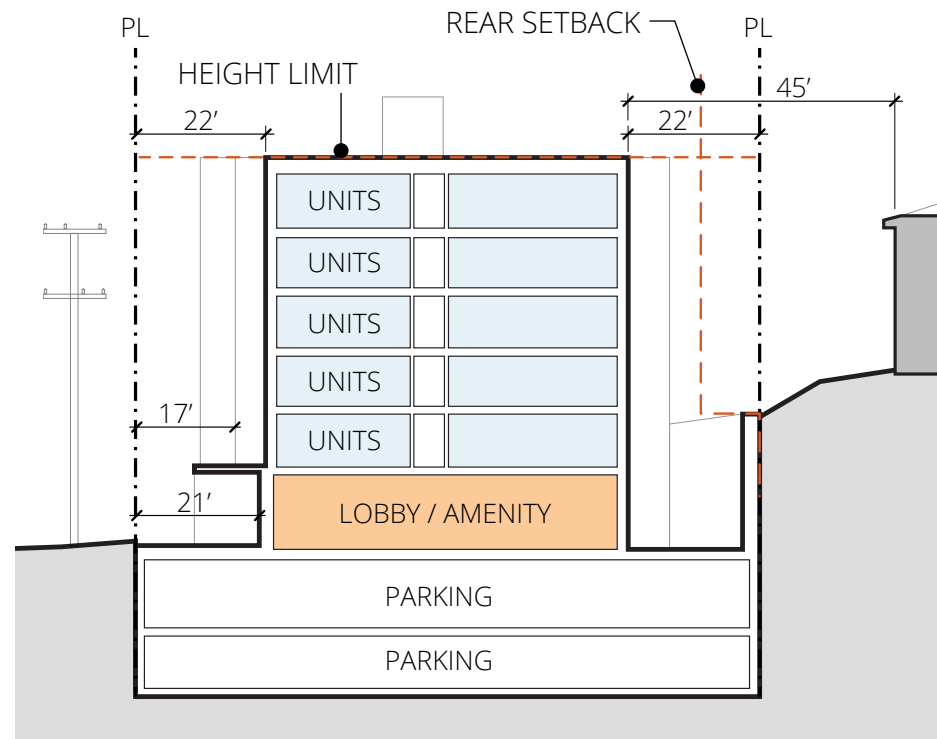 REAR SETBACK
PL
PL
HEIGHT LIMIT
45’
22’
22’
UNITS
UNITS
UNITS
UNITS
17’
UNITS
21’
LOBBY / AMENITY
PARKING
PARKING